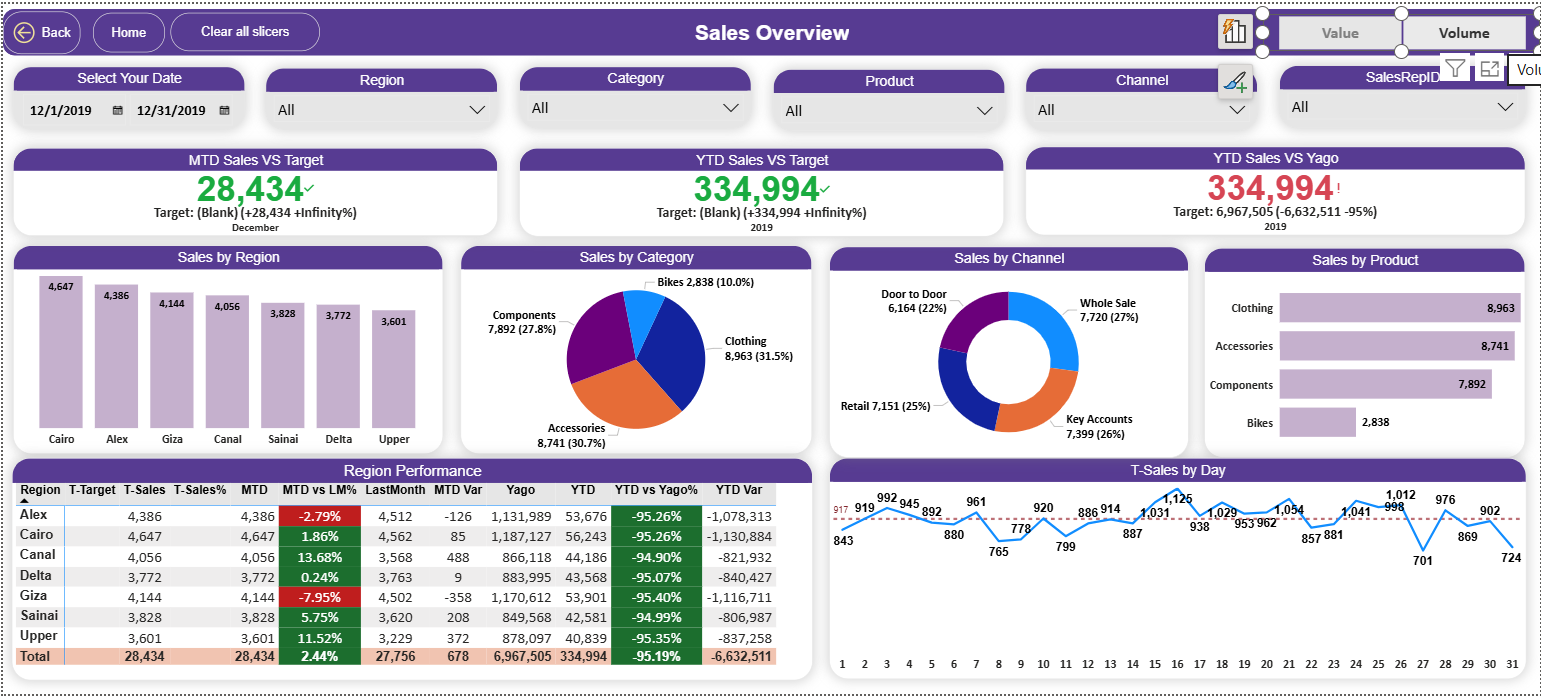 Back
Home
Clear all slicers
Sales Overview
Value
Volume
Select Your Date
12/1/2019
12/31/2019
Region
All
Category
All
Product
All
Channel
All
SalesRepID
All
MTD Sales VS Target
28,434
Target: (Blank) (+28,434 +Infinity%)
December
YTD Sales VS Target
334,994
Target: (Blank) (+334,994 +Infinity%)
2019
YTD Sales VS Yago
334,994!
Target: 6,967,505 (-6,632,511 -95%)
2019
Sales by Region
4,647 4,386 4,144 4,056 3,828 3,772 3,601
Cairo Alex Giza Canal Sainai Delta Upper
Sales by Category
Bikes 2,838 (10.0%)
Components
7,892 (27.8%)
Clothing
8,963 (31.5%)
Accessories
8,741 (30.7%)
Sales by Channel
Door to Door
6,164 (22%)
Whole Sale
7,720 (27%)
Retail 7,151 (25%)
Key Accounts
7,399 (26%)
Sales by Product
Clothing 8,963
Accessories 8,741
Components 7,892
Bikes 2,838
Region Performance
Region T-Target T-Sales T-Sales% MTD MTD vs LM% LastMonth MTD Var Yago YTD YTD vs Yago% YTD Var
Alex 4,386 4,386 -2.79% 4,512 -126 1,131,989 53,676 -95.26% -1,078,313
Cairo 4,647 4,647 1.86% 4,562 85 1,187,127 56,243 -95.26% -1,130,884
Canal 4,056 4,056 13.68% 3,568 488 866,118 44,186 -94.90% -821,932
Delta 3,772 3,772 0.24% 3,763 9 883,995 43,568 -95.07% -840,427
Giza 4,144 4,144 -7.95% 4,502 -358 1,170,612 53,901 -95.40% -1,116,711
Sainai 3,828 3,828 5.75% 3,620 208 849,568 42,581 -94.99% -806,987
Upper 3,601 3,601 11.52% 3,229 372 878,097 40,839 -95.35% -837,258
Total 28,434 28,434 2.44% 27,756 678 6,967,505 334,994 -95.19% -6,632,511
T-Sales by Day
917
843 919 992 945 892 880 961 765 778 920 799 886 914 887 1,031 1,125 938 1,029 953 962 1,054 857 881 1,041 998 1,012 701 976 869 902 724
1 2 3 4 5 6 7 8 9 10 11 12 13 14 15 16 17 18 19 20 21 22 23 24 25 26 27 28 29 30 31